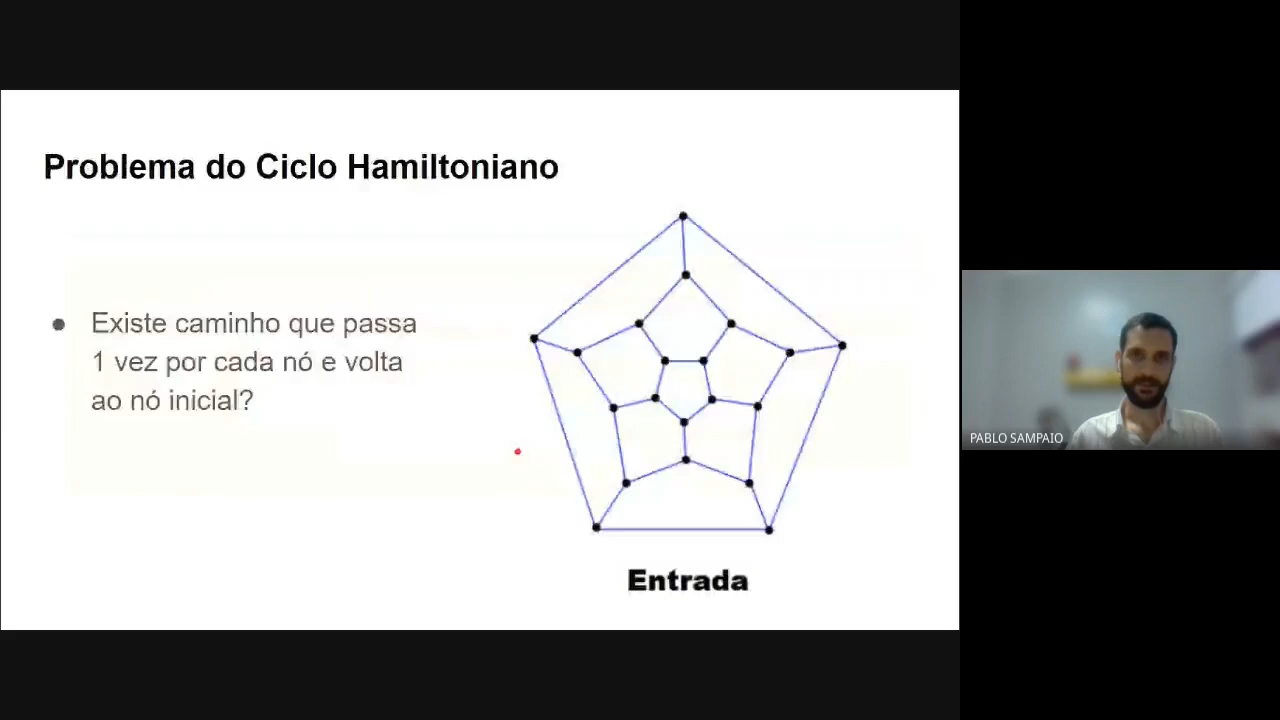 Problema do Ciclo Hamiltoniano
● Existe caminho que passa
1 vez por cada nó e volta
ao nó inicial?
Entrada
PABLO SAMPAIO